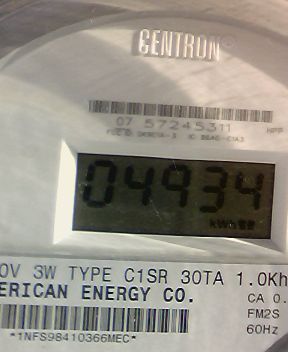 CENTRON
07 57245311
HPP
04934
kWh
0V 3W TYPE C1SR 30TA 1.0Kh
ERICAN ENERGY CO.
CA 0.
FM2S
*1NFS98410366MEC* 60Hz